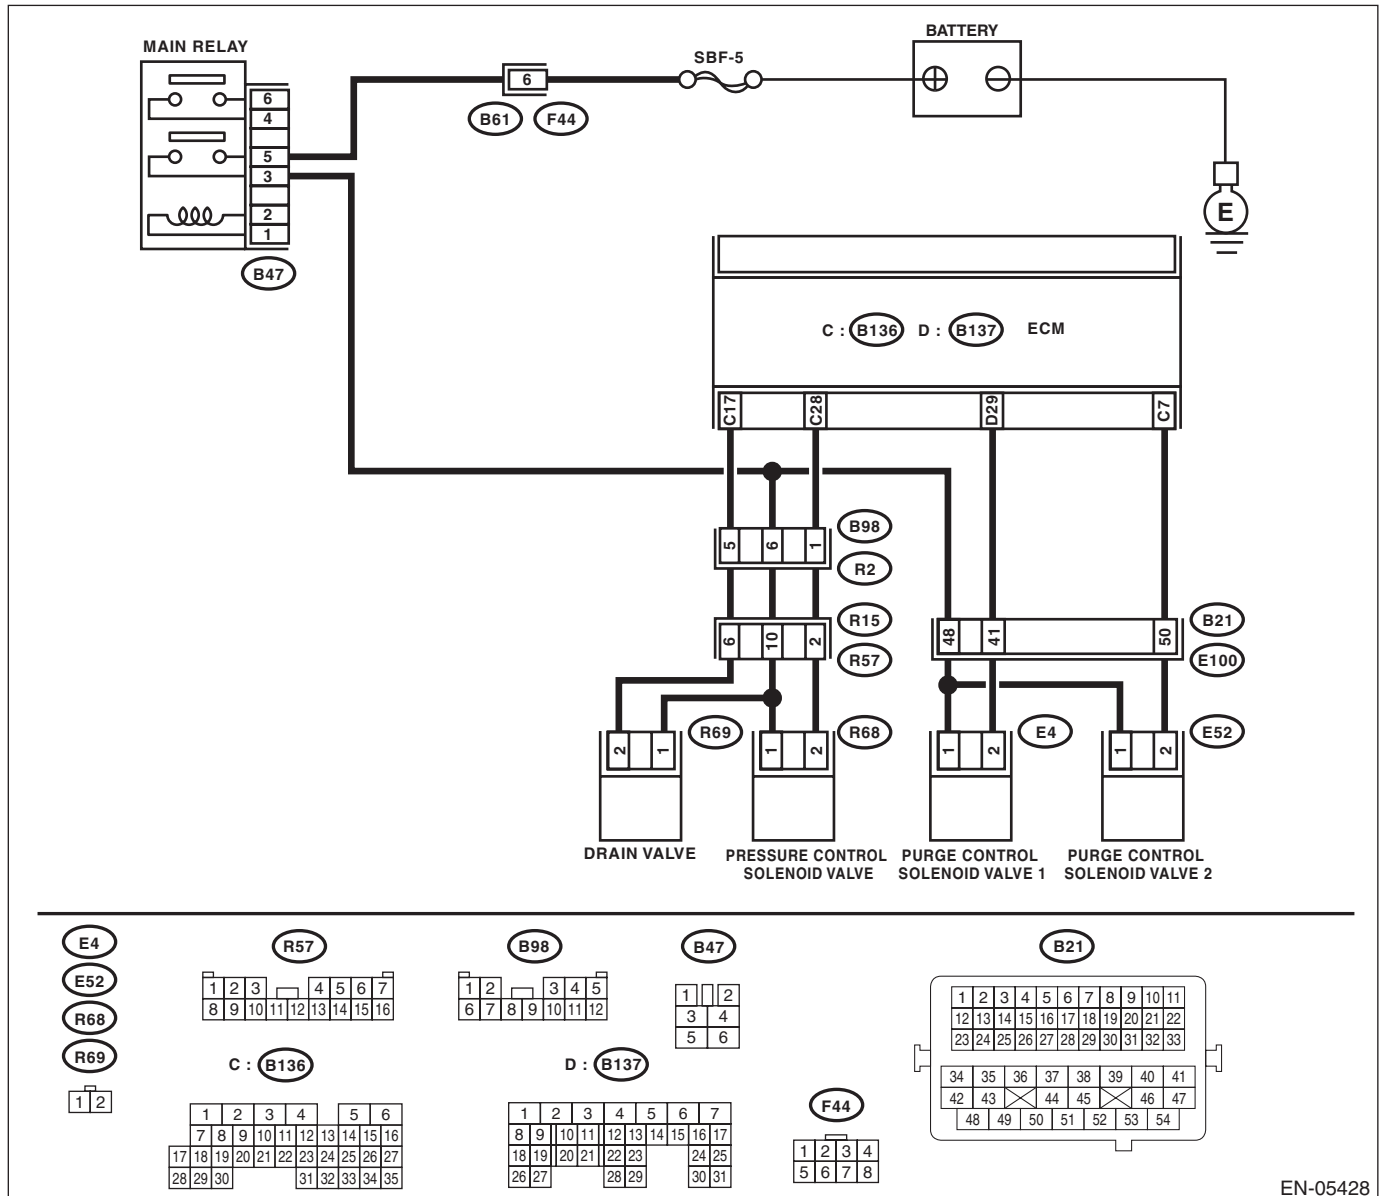 MAIN RELAY
BATTERY
SBF-5
6
4
5
3
2
1
B47
6
B61
F44
E
C : B136 D : B137 ECM
C17 C28 D29 C7
5 6 1
B98
R2
6 10 2
R15
R57
48 41 50
B21
E100
2 1
R69
1 2
R68
1 2
E4
1 2
E52
DRAIN VALVE
PRESSURE CONTROL
SOLENOID VALVE
PURGE CONTROL
SOLENOID VALVE 1
PURGE CONTROL
SOLENOID VALVE 2
E4
E52
R68
R69
1 2
R57
1 2 3 4 5 6 7
8 9 10 11 12 13 14 15 16
B98
1 2 3 4 5
6 7 8 9 10 11 12
B47
1 2
3 4
5 6
B21
1 2 3 4 5 6 7 8 9 10 11
12 13 14 15 16 17 18 19 20 21 22
23 24 25 26 27 28 29 30 31 32 33
34 35 36 37 38 39 40 41
42 43 44 45 46 47
48 49 50 51 52 53 54
C : B136
1 2 3 4 5 6
7 8 9 10 11 12 13 14 15 16
17 18 19 20 21 22 23 24 25 26 27
28 29 30 31 32 33 34 35
D : B137
1 2 3 4 5 6 7
8 9 10 11 12 13 14 15 16 17
18 19 20 21 22 23 24 25
26 27 28 29 30 31
F44
1 2 3 4
5 6 7 8
EN-05428